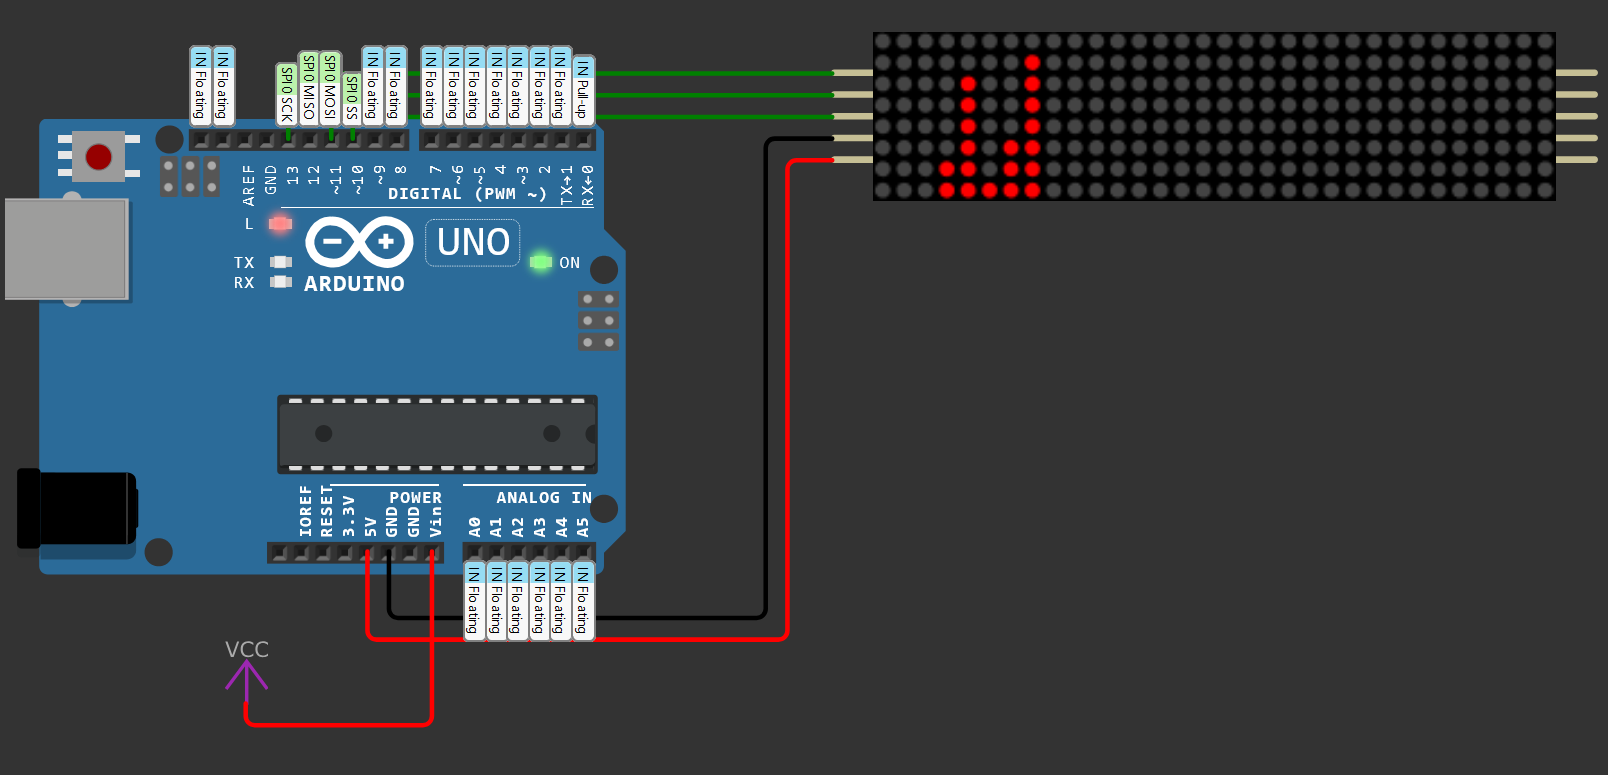 IN Floating
IN Floating
SPI0 SCK
SPI0 MISO
SPI0 MOSI
SPI0 SS
IN Floating
IN Floating
IN Floating
IN Floating
IN Floating
IN Floating
IN Floating
IN Floating
IN Floating
IN Pull-up
AREF
GND
13
12
~11
~10
~9
8
7
~6
~5
4
~3
2
TX→1
RX←0
DIGITAL (PWM ~)
L
TX
RX
ARDUINO
UNO
ON
IOREF
RESET
3.3V
5V
GND
GND
Vin
POWER
ANALOG IN
A0
A1
A2
A3
A4
A5
IN Floating
IN Floating
IN Floating
IN Floating
IN Floating
IN Floating
VCC